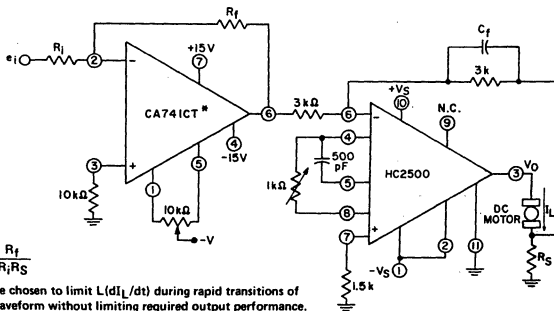 Rf
Cf
ei
Ri
2
−
+15V
7
+VS
10
3k
CA741CT*
6
3kΩ
6
−
N.C.
9
4
−15V
4
500
pF
3
+
1
5
1kΩ
5
HC2500
3
VO
10kΩ
10kΩ
−V
8
7
+
DC
MOTOR
IL
−VS
1
2
11
RS
1.5k
Rf
RiRS
e chosen to limit L(dIL/dt) during rapid transitions of
waveform without limiting required output performance.